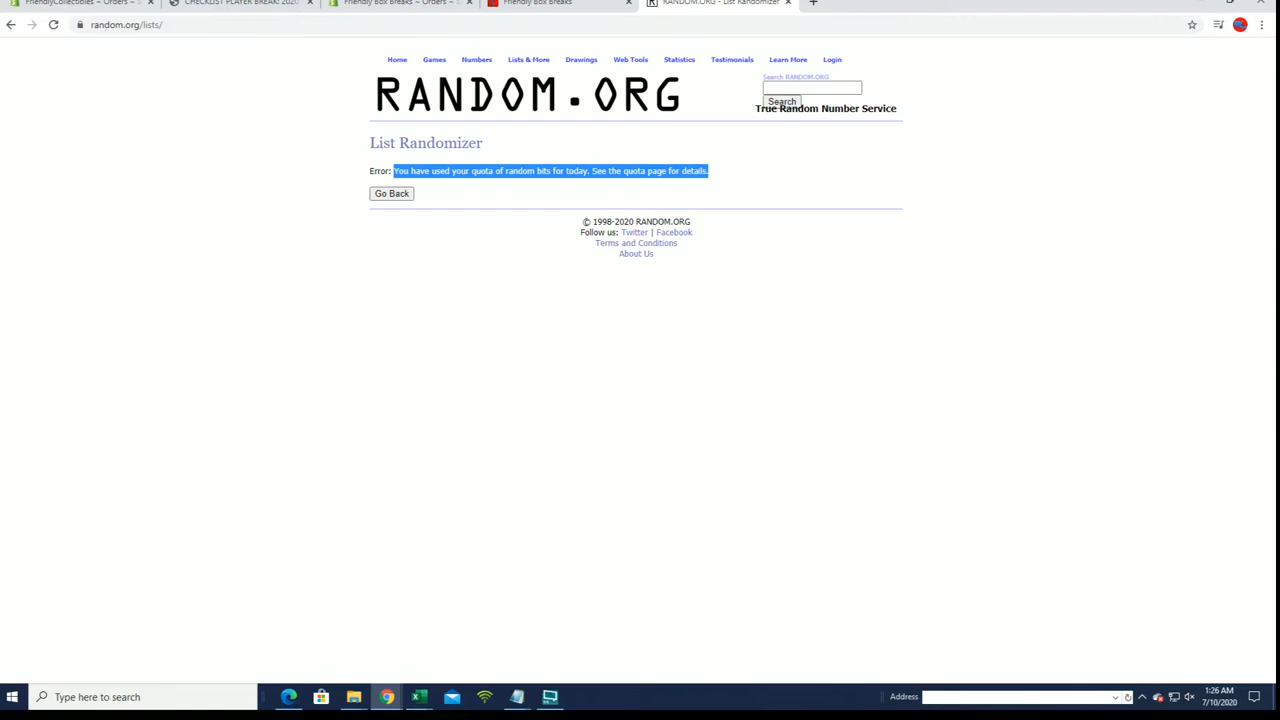 FriendlyCollectibles ~ Orders ~ S
CHECKLIST PLAYER BREAK! 2020
Friendly Box Breaks ~ Orders ~ S
Friendly Box Breaks
RANDOM.ORG - List Randomizer
random.org/lists/
Home Games Numbers Lists & More Drawings Web Tools Statistics Testimonials Learn More Login
RANDOM.ORG
Search RANDOM.ORG
Search
True Random Number Service
List Randomizer
Error: You have used your quota of random bits for today. See the quota page for details.
Go Back
© 1998-2020 RANDOM.ORG
Follow us: Twitter | Facebook
Terms and Conditions
About Us
Type here to search
Address
1:26 AM
7/10/2020